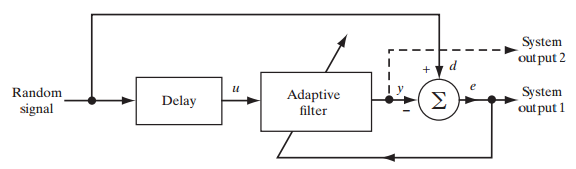 System
output 2
+
d
Random
signal
Delay
u
Adaptive
filter
y
−
Σ
e
System
output 1